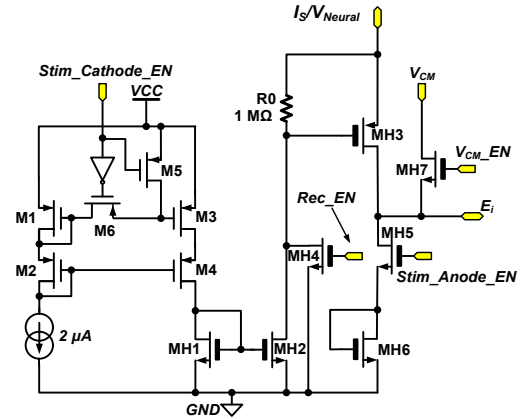 I_S/V_Neural
Stim_Cathode_EN
VCC
V_CM
R0
1 MΩ
MH3
M5
V_CM_EN
MH7
M1
M6
M3
Rec_EN
E_i
MH5
M2
M4
MH4
Stim_Anode_EN
2 µA
MH1
MH2
MH6
GND